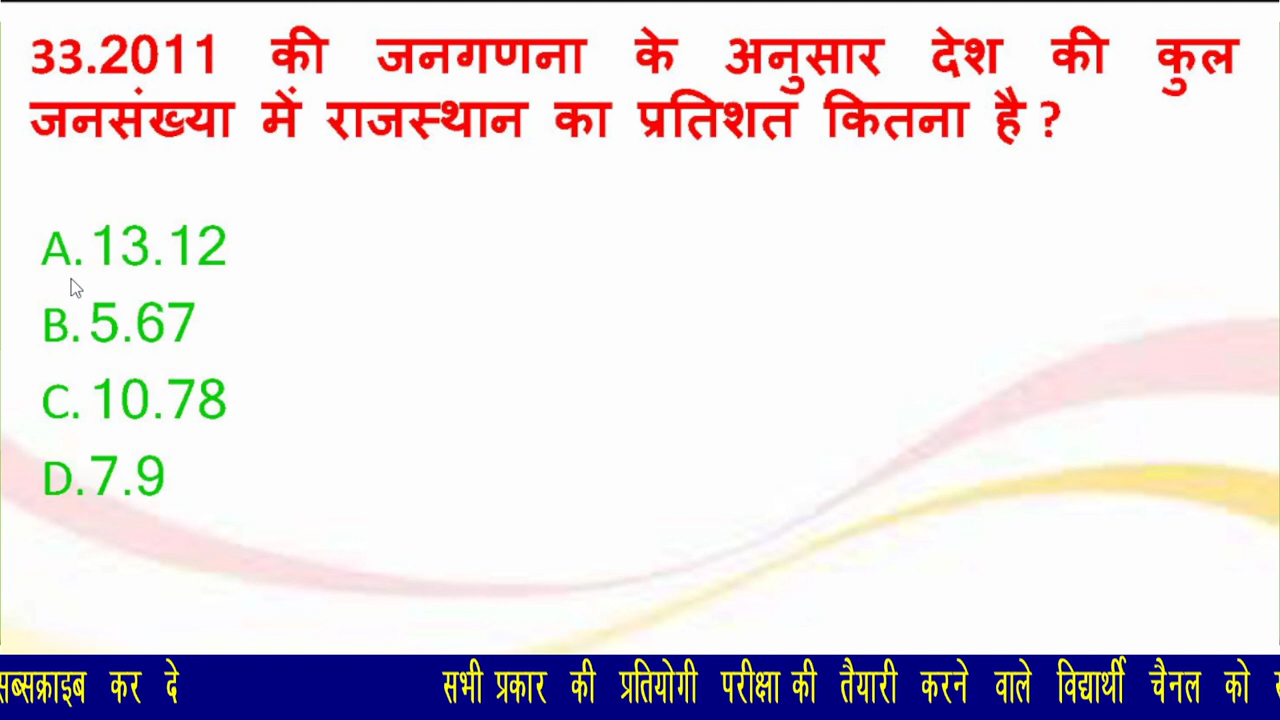 33.2011 की जनगणना के अनुसार देश की कुल
जनसंख्या में राजस्थान का प्रतिशत कितना है ?
A. 13.12
B. 5.67
C. 10.78
D. 7.9
सब्सक्राइब कर दे सभी प्रकार की प्रतियोगी परीक्षा की तैयारी करने वाले विद्यार्थी चैनल को